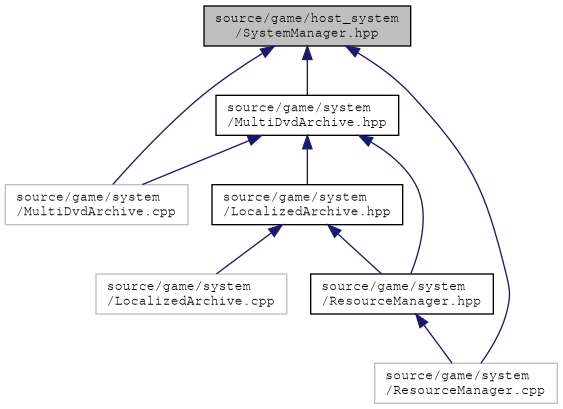 source/game/host_system
/SystemManager.hpp
source/game/system
/MultiDvdArchive.hpp
source/game/system
/MultiDvdArchive.cpp
source/game/system
/LocalizedArchive.hpp
source/game/system
/LocalizedArchive.cpp
source/game/system
/ResourceManager.hpp
source/game/system
/ResourceManager.cpp